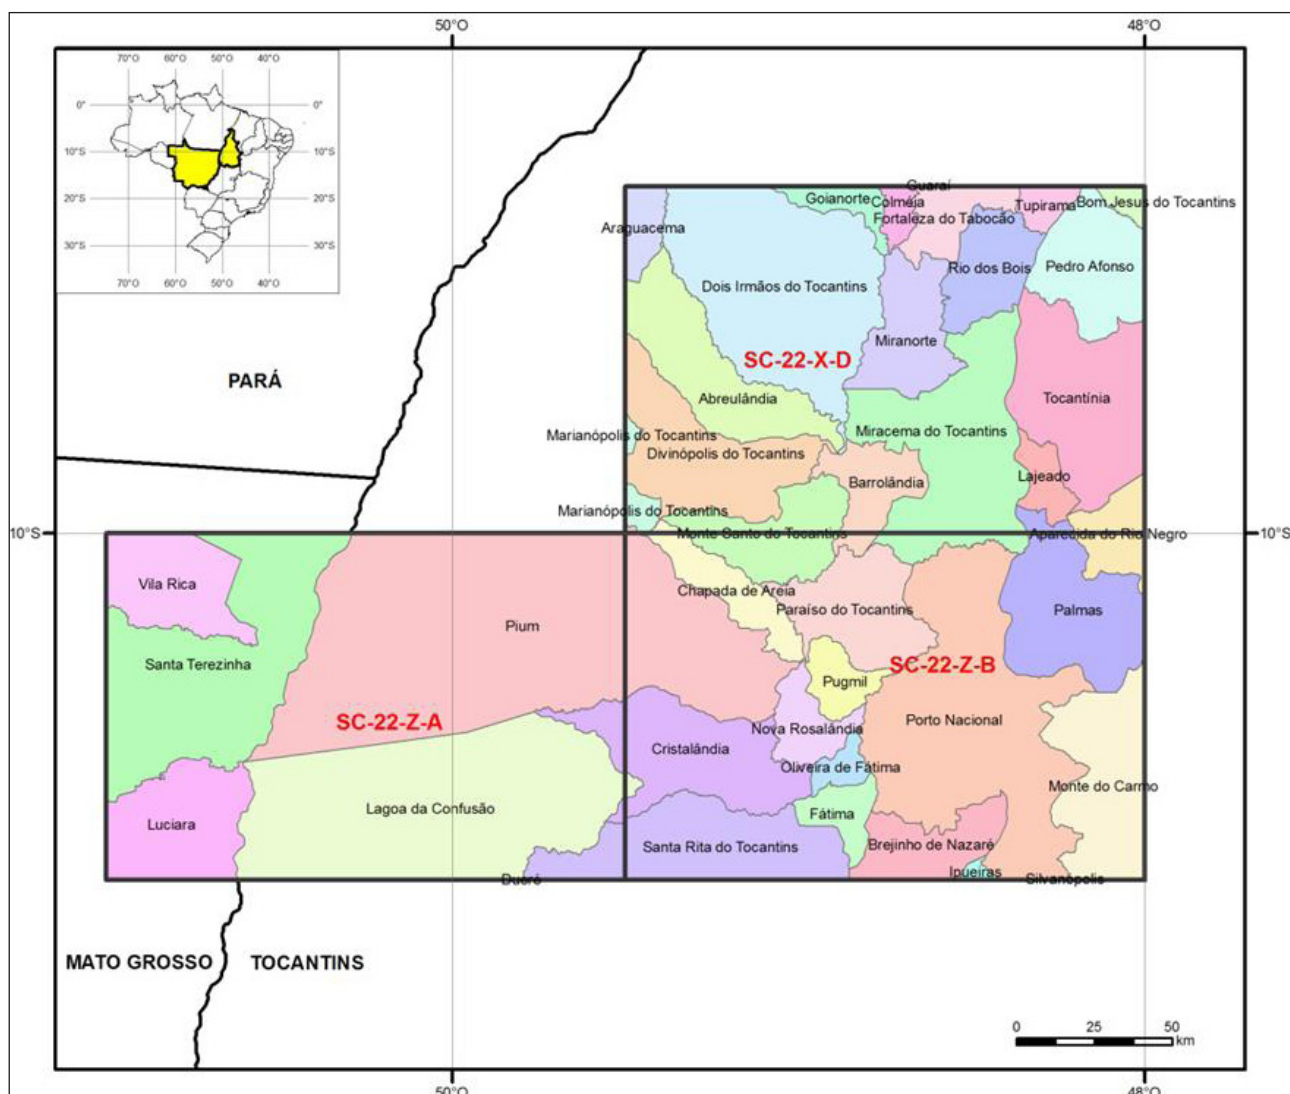 50°O
48°O
70°O 60°O 50°O 40°O
0° 0°
10°S 10°S
20°S 20°S
30°S 30°S
70°O 60°O 50°O 40°O
Guaraí
Goianorte
Colméia
Tupirama
Bom Jesus do Tocantins
Fortaleza do Tabocão
Araguacema
Rio dos Bois
Pedro Afonso
Dois Irmãos do Tocantins
Miranorte
SC-22-X-D
PARÁ
Abreulândia
Tocantínia
Marianópolis do Tocantins
Miracema do Tocantins
Divinópolis do Tocantins
Lajeado
Barrolândia
Marianópolis do Tocantins
10°S
Monte Santo do Tocantins
Aparecida do Rio Negro
10°S
Vila Rica
Chapada de Areia
Paraíso do Tocantins
Palmas
Pium
Santa Terezinha
SC-22-Z-B
Pugmil
SC-22-Z-A
Porto Nacional
Nova Rosalândia
Cristalândia
Oliveira de Fátima
Monte do Carmo
Lagoa da Confusão
Fátima
Luciara
Santa Rita do Tocantins
Brejinho de Nazaré
Ipueiras
Dueré
Silvanópolis
MATO GROSSO
TOCANTINS
0 25 50
km
50°O
48°O